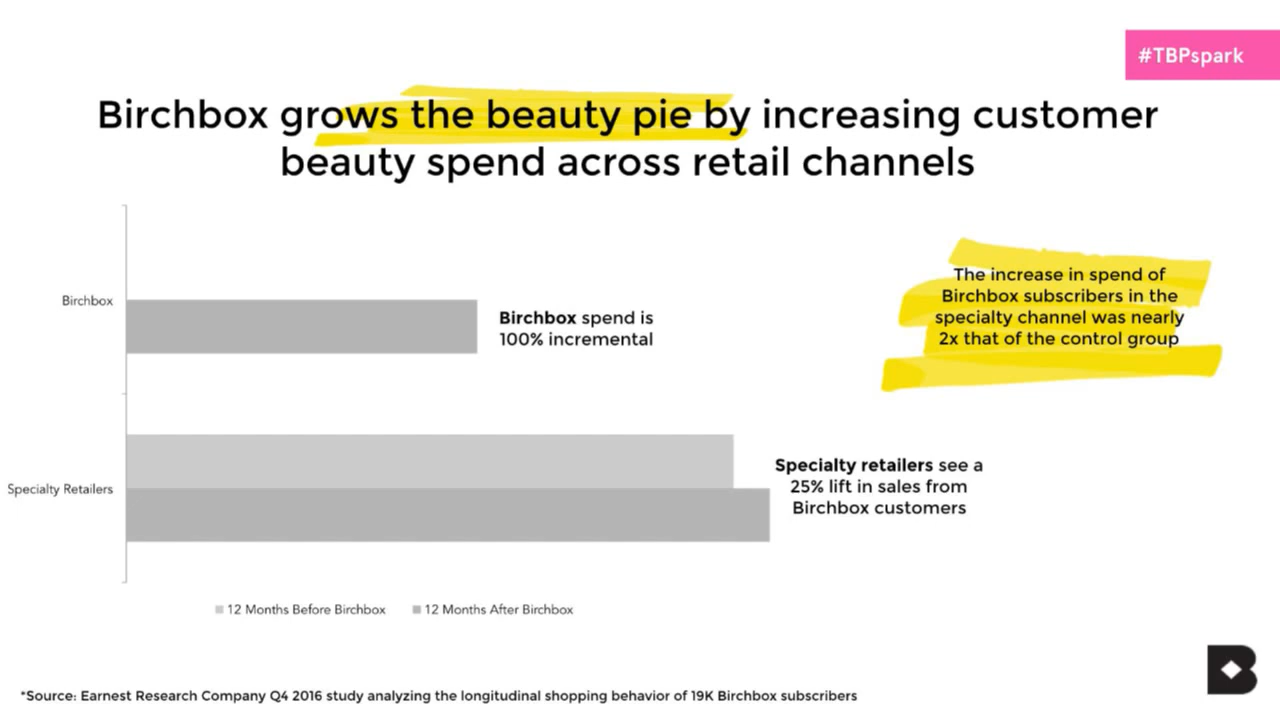 #TBPspark
Birchbox grows the beauty pie by increasing customer
beauty spend across retail channels
Birchbox
Birchbox spend is
100% incremental
The increase in spend of
Birchbox subscribers in the
specialty channel was nearly
2x that of the control group
Specialty Retailers
Specialty retailers see a
25% lift in sales from
Birchbox customers
12 Months Before Birchbox
12 Months After Birchbox
B
*Source: Earnest Research Company Q4 2016 study analyzing the longitudinal shopping behavior of 19K Birchbox subscribers